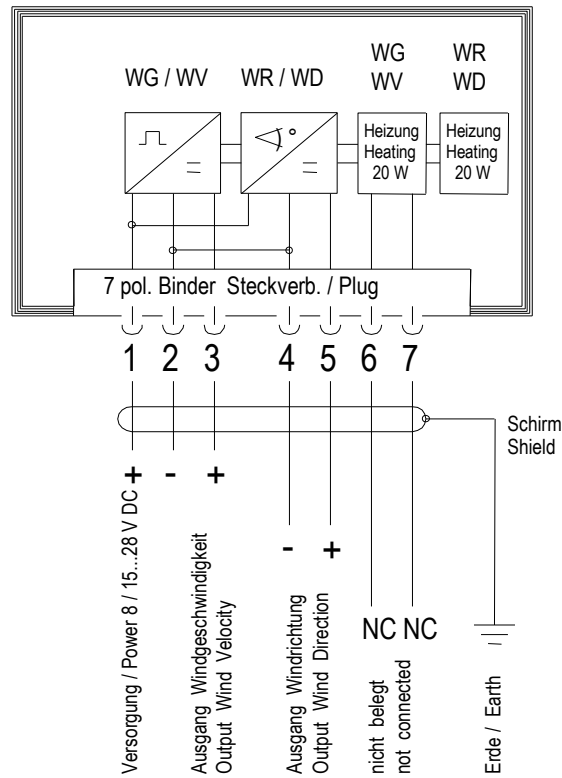 WG / WV
WR / WD
WG
WV
WR
WD
Heizung
Heating
20 W
Heizung
Heating
20 W
7 pol. Binder Steckverb. / Plug
1 2 3 4 5 6 7
Schirm
Shield
+ - +
- +
NC NC
Versorgung / Power 8 / 15...28 V DC
Ausgang Windgeschwindigkeit
Output Wind Velocity
Ausgang Windrichtung
Output Wind Direction
nicht belegt
not connected
Erde / Earth